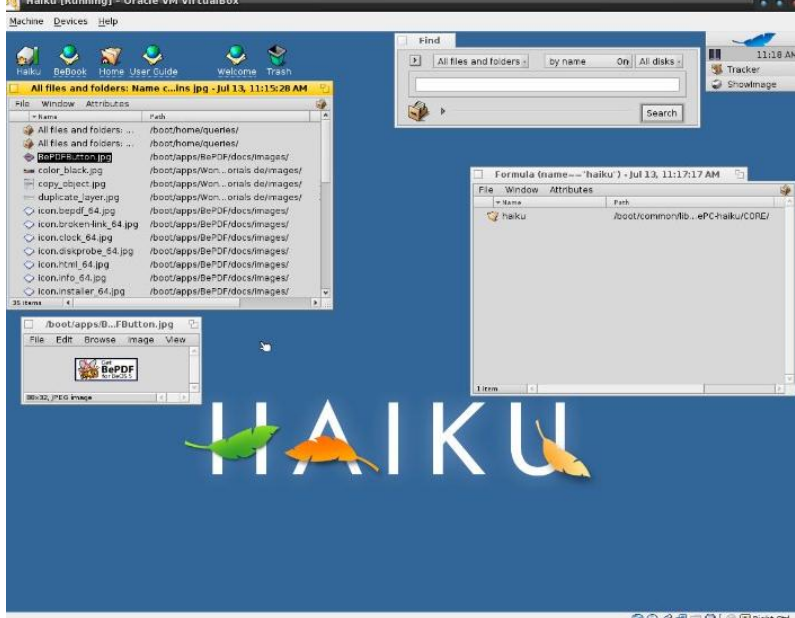 Haiku [Running] - Oracle VM VirtualBox
Machine Devices Help
Haiku BeBook Home User Guide Welcome Trash
Find
All files and folders by name On All disks
Search
11:18 AM
Tracker
ShowImage
All files and folders: Name c...ins jpg - Jul 13, 11:15:28 AM
File Window Attributes
Name Path
All files and folders: ... /boot/home/queries/
All files and folders: ... /boot/home/queries/
BePDFButton.jpg /boot/apps/BePDF/docs/images/
color_black.jpg /boot/apps/Won...orials de/images/
copy_object.jpg /boot/apps/BePDF/docs/images/
duplicate_layer.jpg /boot/apps/Won...orials de/images/
icon.bepdf_64.jpg /boot/apps/BePDF/docs/images/
icon.broken-link_64.jpg /boot/apps/BePDF/docs/images/
icon.clock_64.jpg /boot/apps/BePDF/docs/images/
icon.diskprobe_64.jpg /boot/apps/BePDF/docs/images/
icon.html_64.jpg /boot/apps/BePDF/docs/images/
icon.info_64.jpg /boot/apps/BePDF/docs/images/
icon.installer_64.jpg /boot/apps/BePDF/docs/images/
35 items
Formula (name=="haiku") - Jul 13, 11:17:17 AM
File Window Attributes
Name Path
haiku /boot/common/lib...ePC-haiku/CORE/
1 item
/boot/apps/B...FButton.jpg
File Edit Browse Image View
Get
BePDF
for BeOS 5
88x32, JPEG image
HAIKU
Right Ctrl